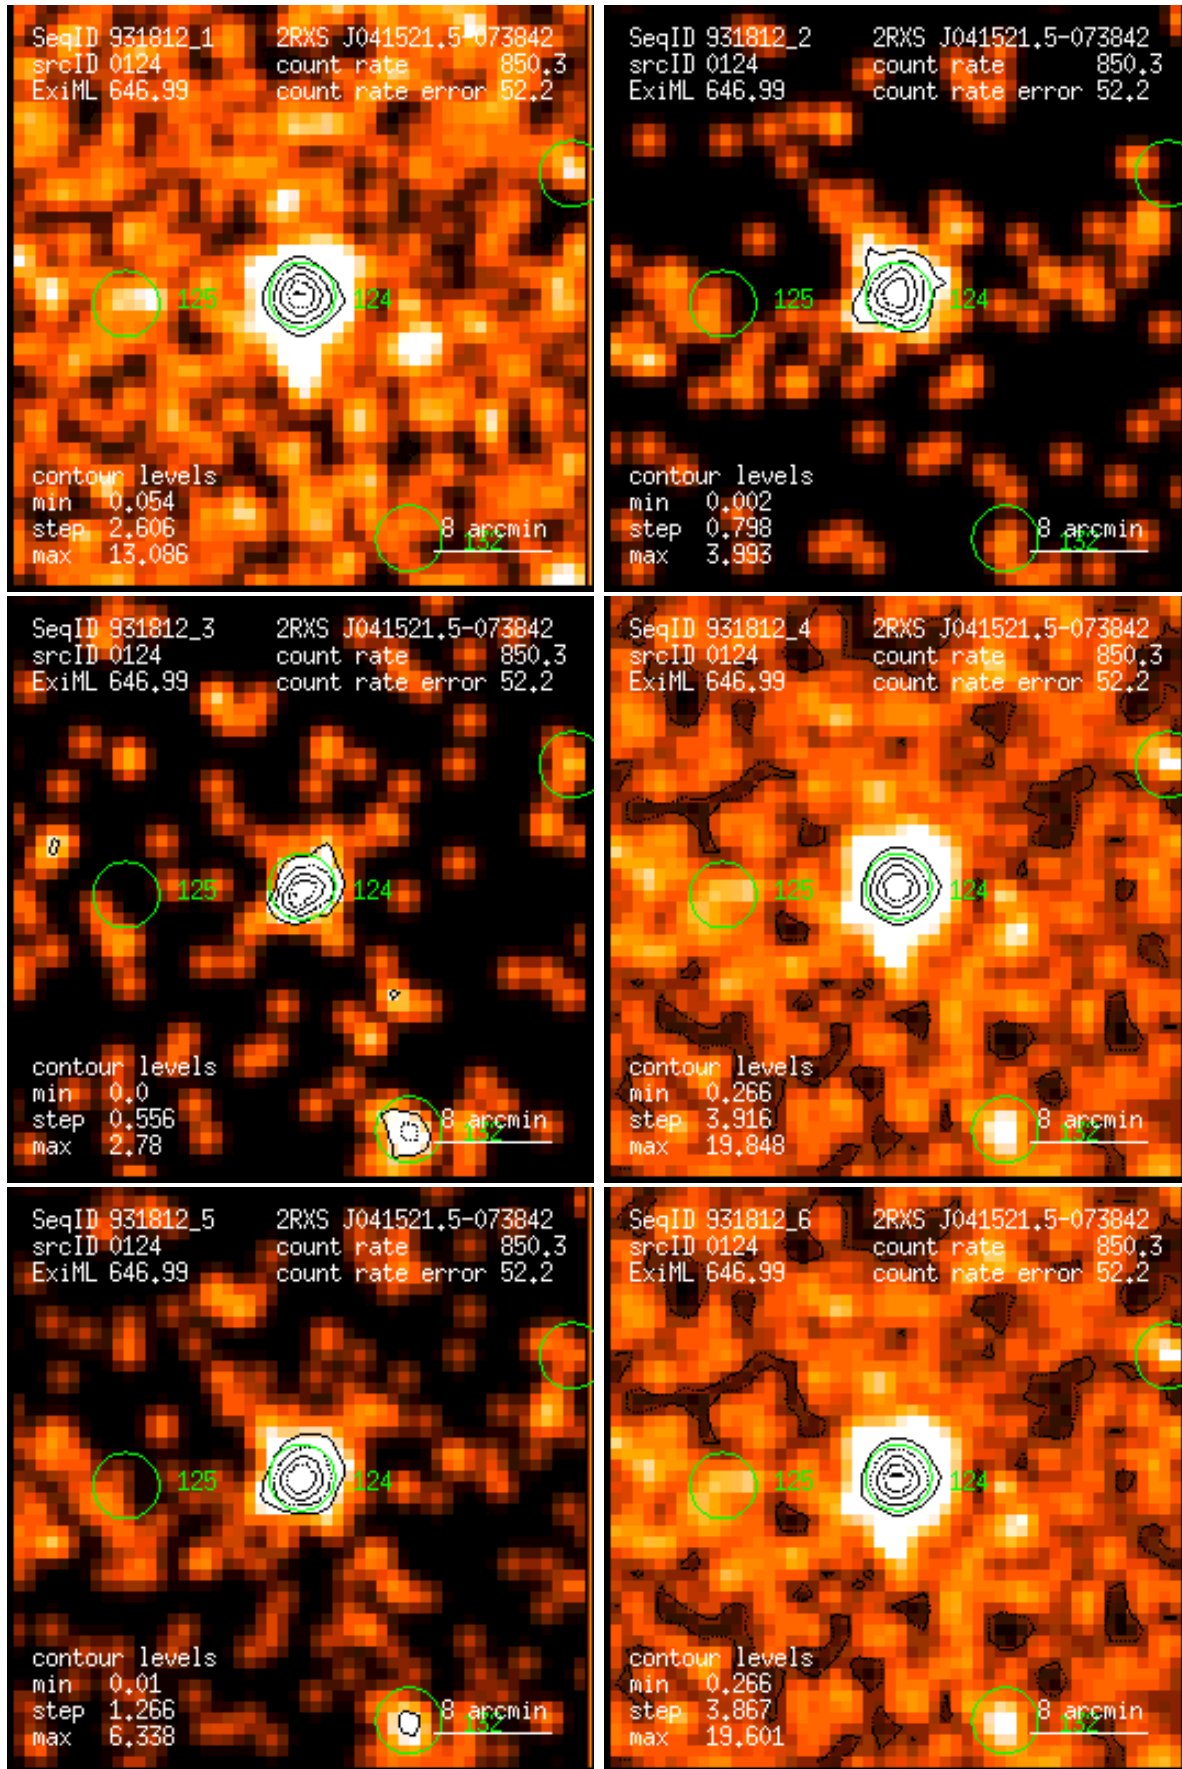 SeqID 931812_1 2RXS J041521.5-073842
srcID 0124 count rate 850.3
ExiML 646.99 count rate error 52.2
125 124
contour levels
min 0.054
step 2.606 8 arcmin
max 13.086 132
SeqID 931812_2 2RXS J041521.5-073842
srcID 0124 count rate 850.3
ExiML 646.99 count rate error 52.2
125 124
contour levels
min 0.002
step 0.798 8 arcmin
max 3.993 132
SeqID 931812_3 2RXS J041521.5-073842
srcID 0124 count rate 850.3
ExiML 646.99 count rate error 52.2
125 124
contour levels
min 0.0
step 0.556 8 arcmin
max 2.78 132
SeqID 931812_4 2RXS J041521.5-073842
srcID 0124 count rate 850.3
ExiML 646.99 count rate error 52.2
125 124
contour levels
min 0.266
step 3.916 8 arcmin
max 19.848 132
SeqID 931812_5 2RXS J041521.5-073842
srcID 0124 count rate 850.3
ExiML 646.99 count rate error 52.2
125 124
contour levels
min 0.01
step 1.266 8 arcmin
max 6.338 132
SeqID 931812_6 2RXS J041521.5-073842
srcID 0124 count rate 850.3
ExiML 646.99 count rate error 52.2
125 124
contour levels
min 0.266
step 3.867 8 arcmin
max 19.601 132